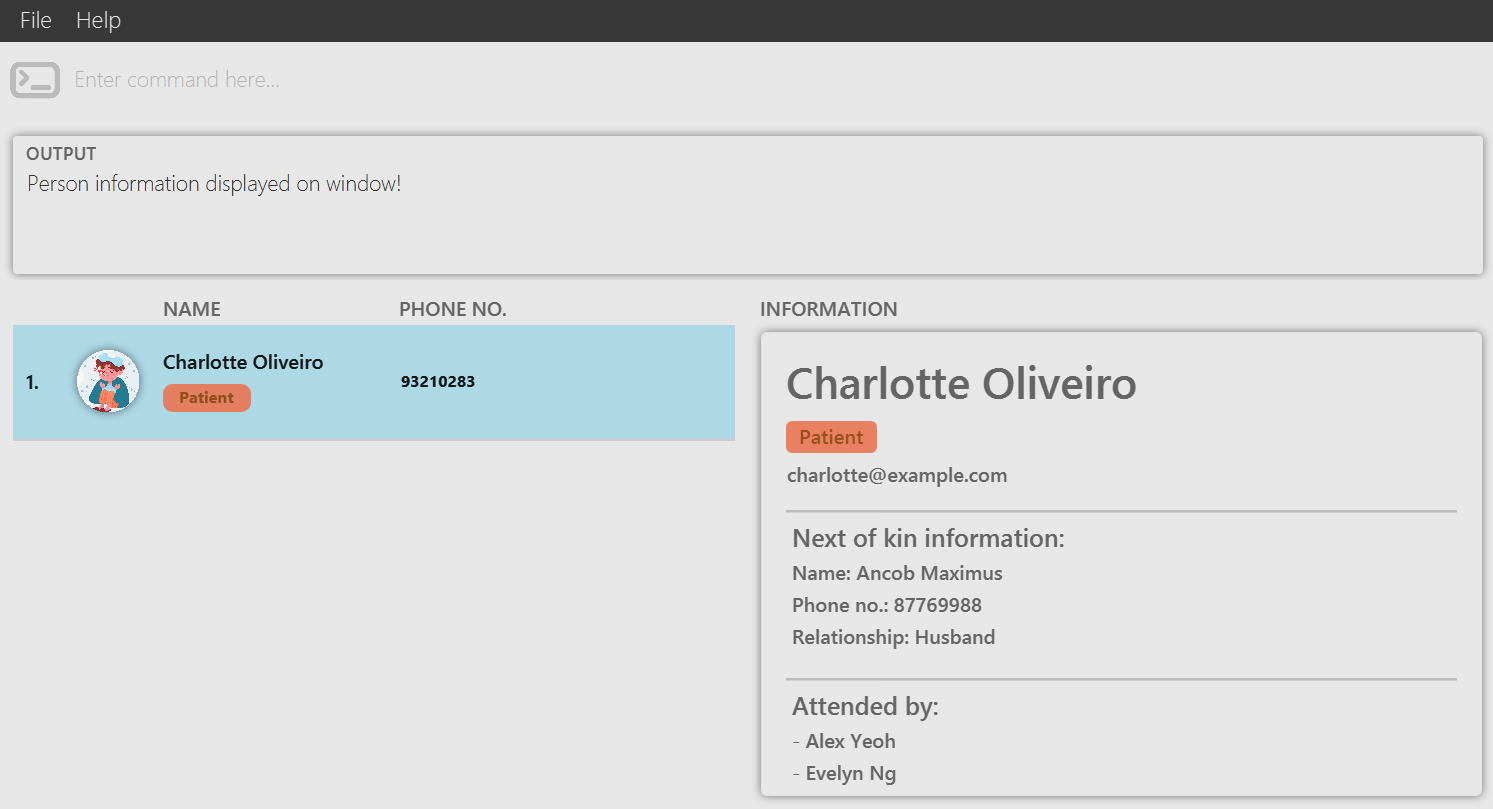 File Help
Enter command here...
OUTPUT
Person information displayed on window!
NAME PHONE NO.
1. Charlotte Oliveiro 93210283
Patient
INFORMATION
Charlotte Oliveiro
Patient
charlotte@example.com
Next of kin information:
Name: Ancob Maximus
Phone no.: 87769988
Relationship: Husband
Attended by:
- Alex Yeoh
- Evelyn Ng